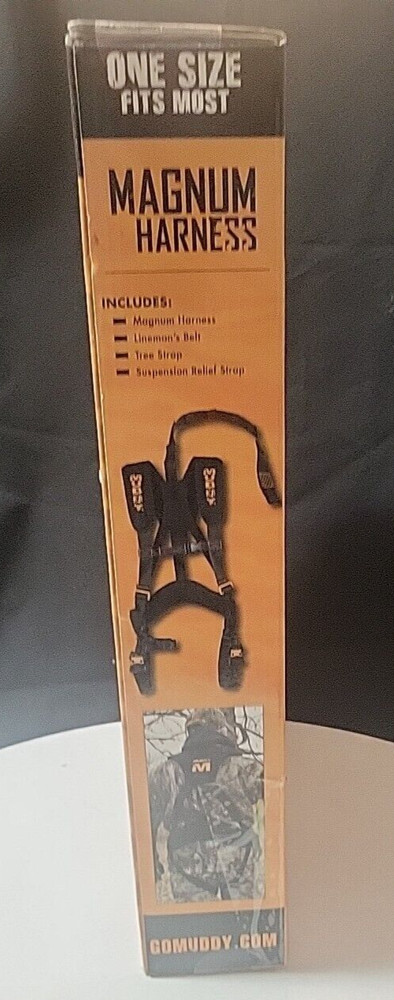 ONE SIZE
FITS MOST
MAGNUM
HARNESS
INCLUDES:
Magnum Harness
Lineman's Belt
Tree Strap
Suspension Relief Strap
M
GOMUDDY.COM